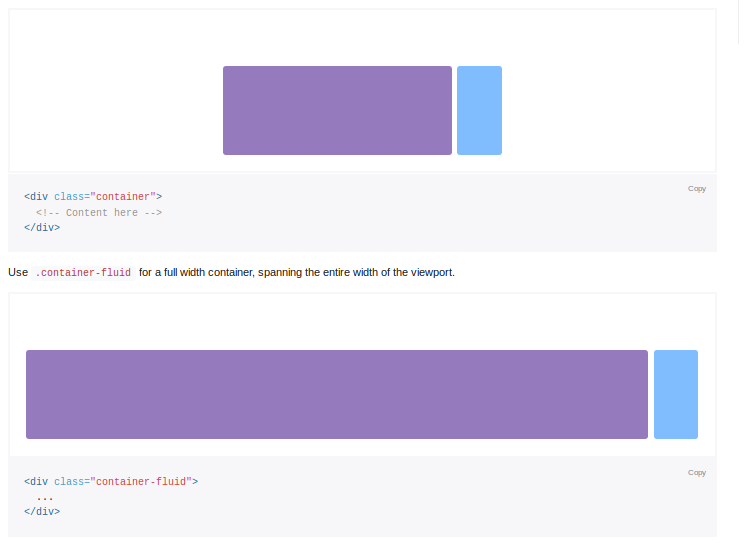 Copy
<div class="container">
  <!-- Content here -->
</div>
Use .container-fluid for a full width container, spanning the entire width of the viewport.
Copy
<div class="container-fluid">
  ...
</div>